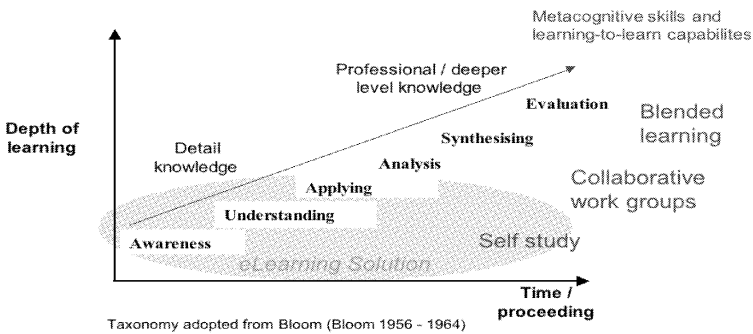 Metacognitive skills and
learning-to-learn capabilites
Professional / deeper
level knowledge
Evaluation
Blended
learning
Depth of
learning
Synthesising
Detail
knowledge
Analysis
Collaborative
work groups
Applying
Understanding
Awareness
Self study
eLearning Solution
Time /
proceeding
Taxonomy adopted from Bloom (Bloom 1956 - 1964)